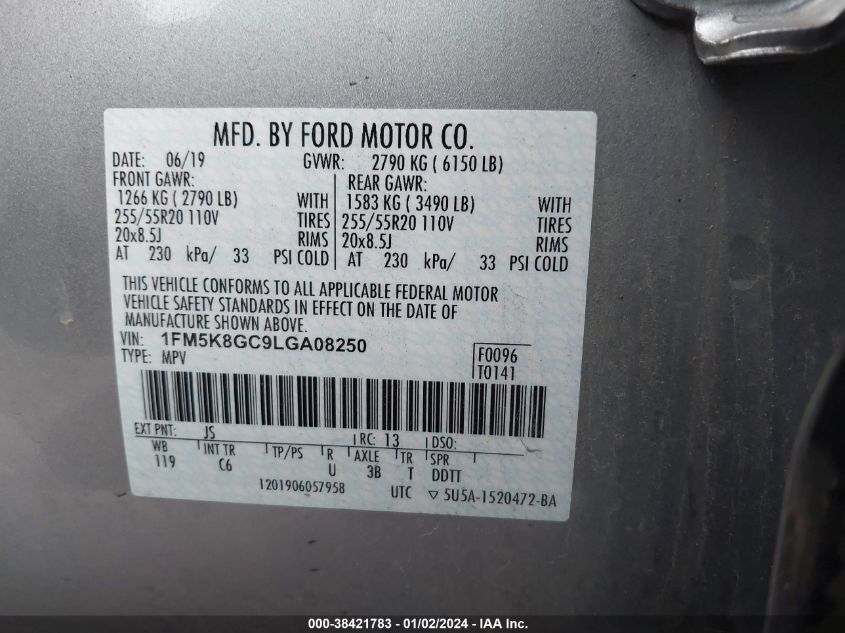 MFD. BY FORD MOTOR CO.
DATE: 06/19 GVWR: 2790 KG ( 6150 LB)
FRONT GAWR: REAR GAWR:
1266 KG ( 2790 LB) WITH 1583 KG ( 3490 LB) WITH
255/55R20 110V TIRES 255/55R20 110V TIRES
20x8.5J RIMS 20x8.5J RIMS
AT 230 kPa/ 33 PSI COLD AT 230 kPa/ 33 PSI COLD
THIS VEHICLE CONFORMS TO ALL APPLICABLE FEDERAL MOTOR
VEHICLE SAFETY STANDARDS IN EFFECT ON THE DATE OF
MANUFACTURE SHOWN ABOVE.
VIN: 1FM5K8GC9LGA08250 F0096
TYPE: MPV T0141
EXT PNT: JS RC: 13 DSO:
WB INT TR TP/PS R AXLE TR SPR
119 C6 U 3B T DDTT
1201906057958 UTC ▽ 5U5A-1520472-BA
000-38421783 - 01/02/2024 - IAA Inc.